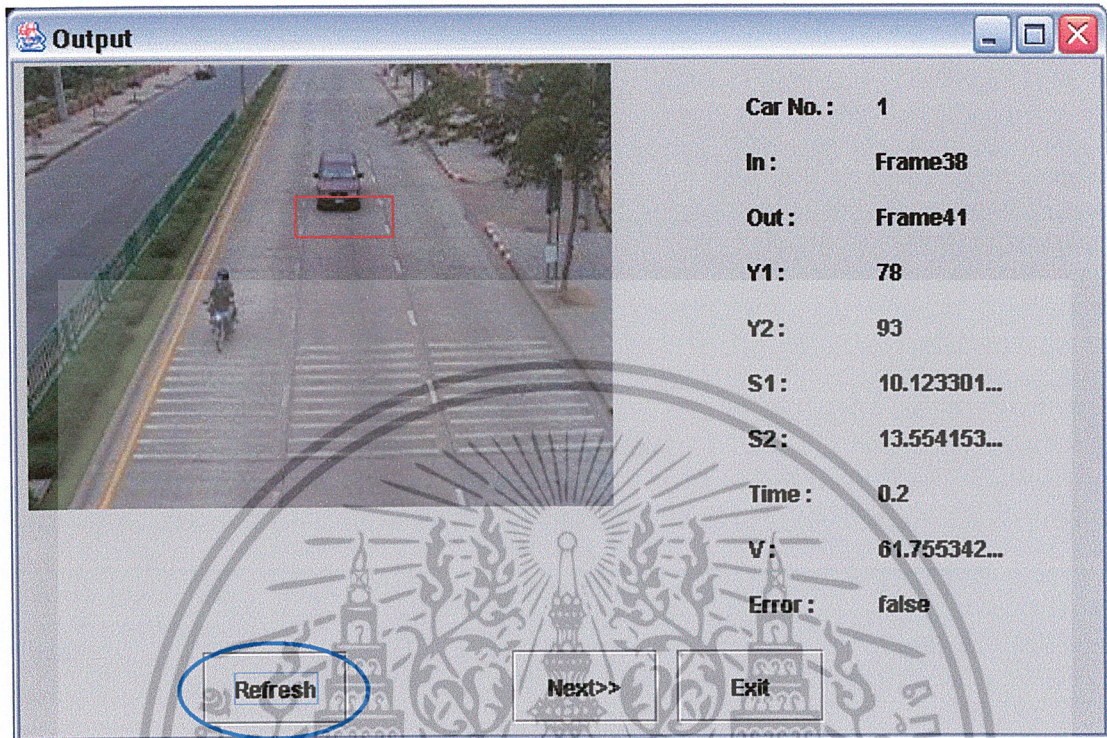 Output
Car No. : 1
In : Frame38
Out : Frame41
Y1 : 78
Y2 : 93
S1 : 10.123301...
S2 : 13.554153...
Time : 0.2
V : 61.755342...
Error : false
Refresh Next>> Exit